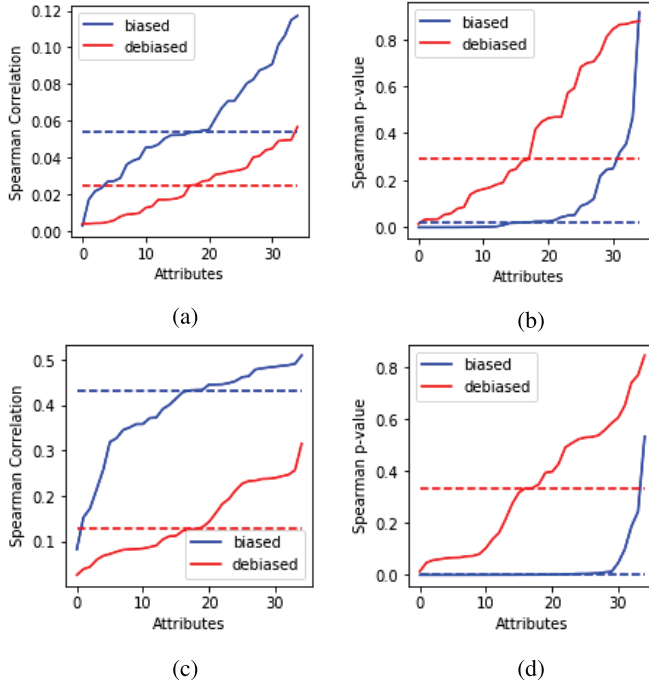 0.12
0.10
0.08
0.06
0.04
0.02
0.00
Spearman Correlation
biased
debiased
0 10 20 30
Attributes
(a)
0.8
0.6
0.4
0.2
0.0
Spearman p-value
biased
debiased
0 10 20 30
Attributes
(b)
0.5
0.4
0.3
0.2
0.1
Spearman Correlation
biased
debiased
0 10 20 30
Attributes
(c)
0.8
0.6
0.4
0.2
0.0
Spearman p-value
biased
debiased
0 10 20 30
Attributes
(d)